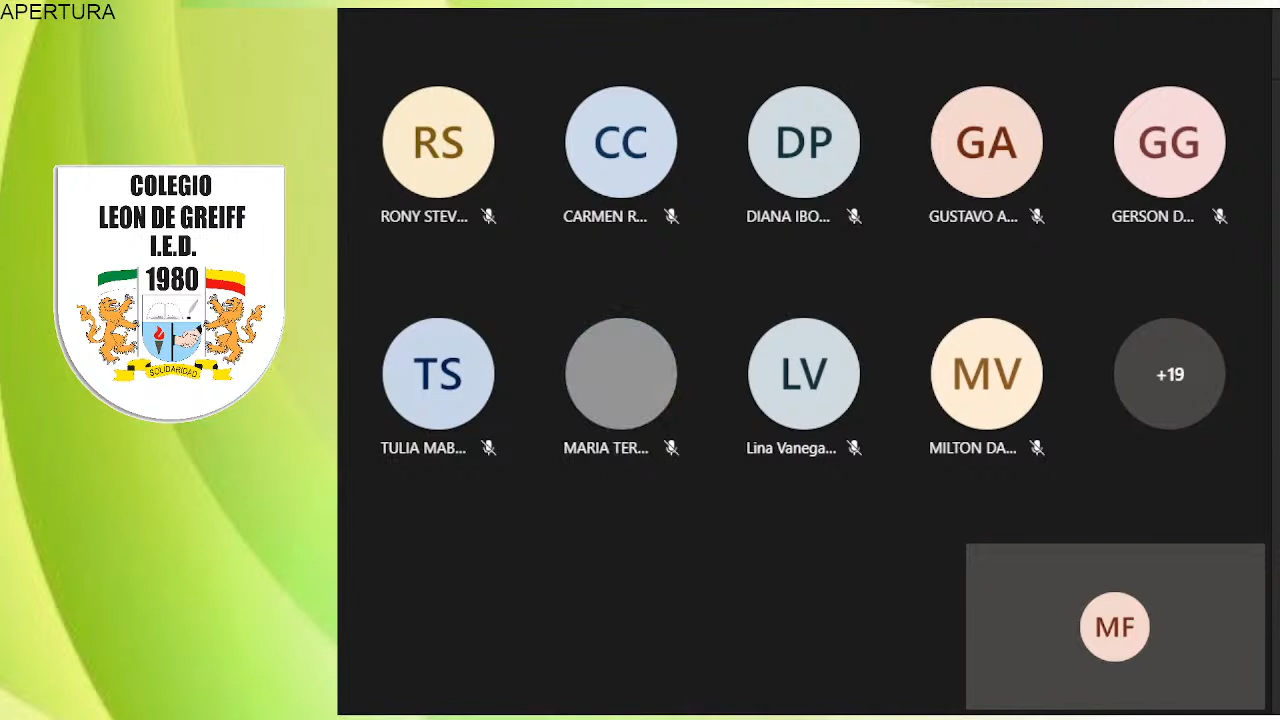 APERTURA
COLEGIO
LEON DE GREIFF
I.E.D.
1980
SOLIDARIDAD
RS
CC
DP
GA
GG
RONY STEV...
CARMEN R...
DIANA IBO...
GUSTAVO A...
GERSON D...
TS
LV
MV
+19
TULIA MAB...
MARIA TER...
Lina Vanega...
MILTON DA...
MF